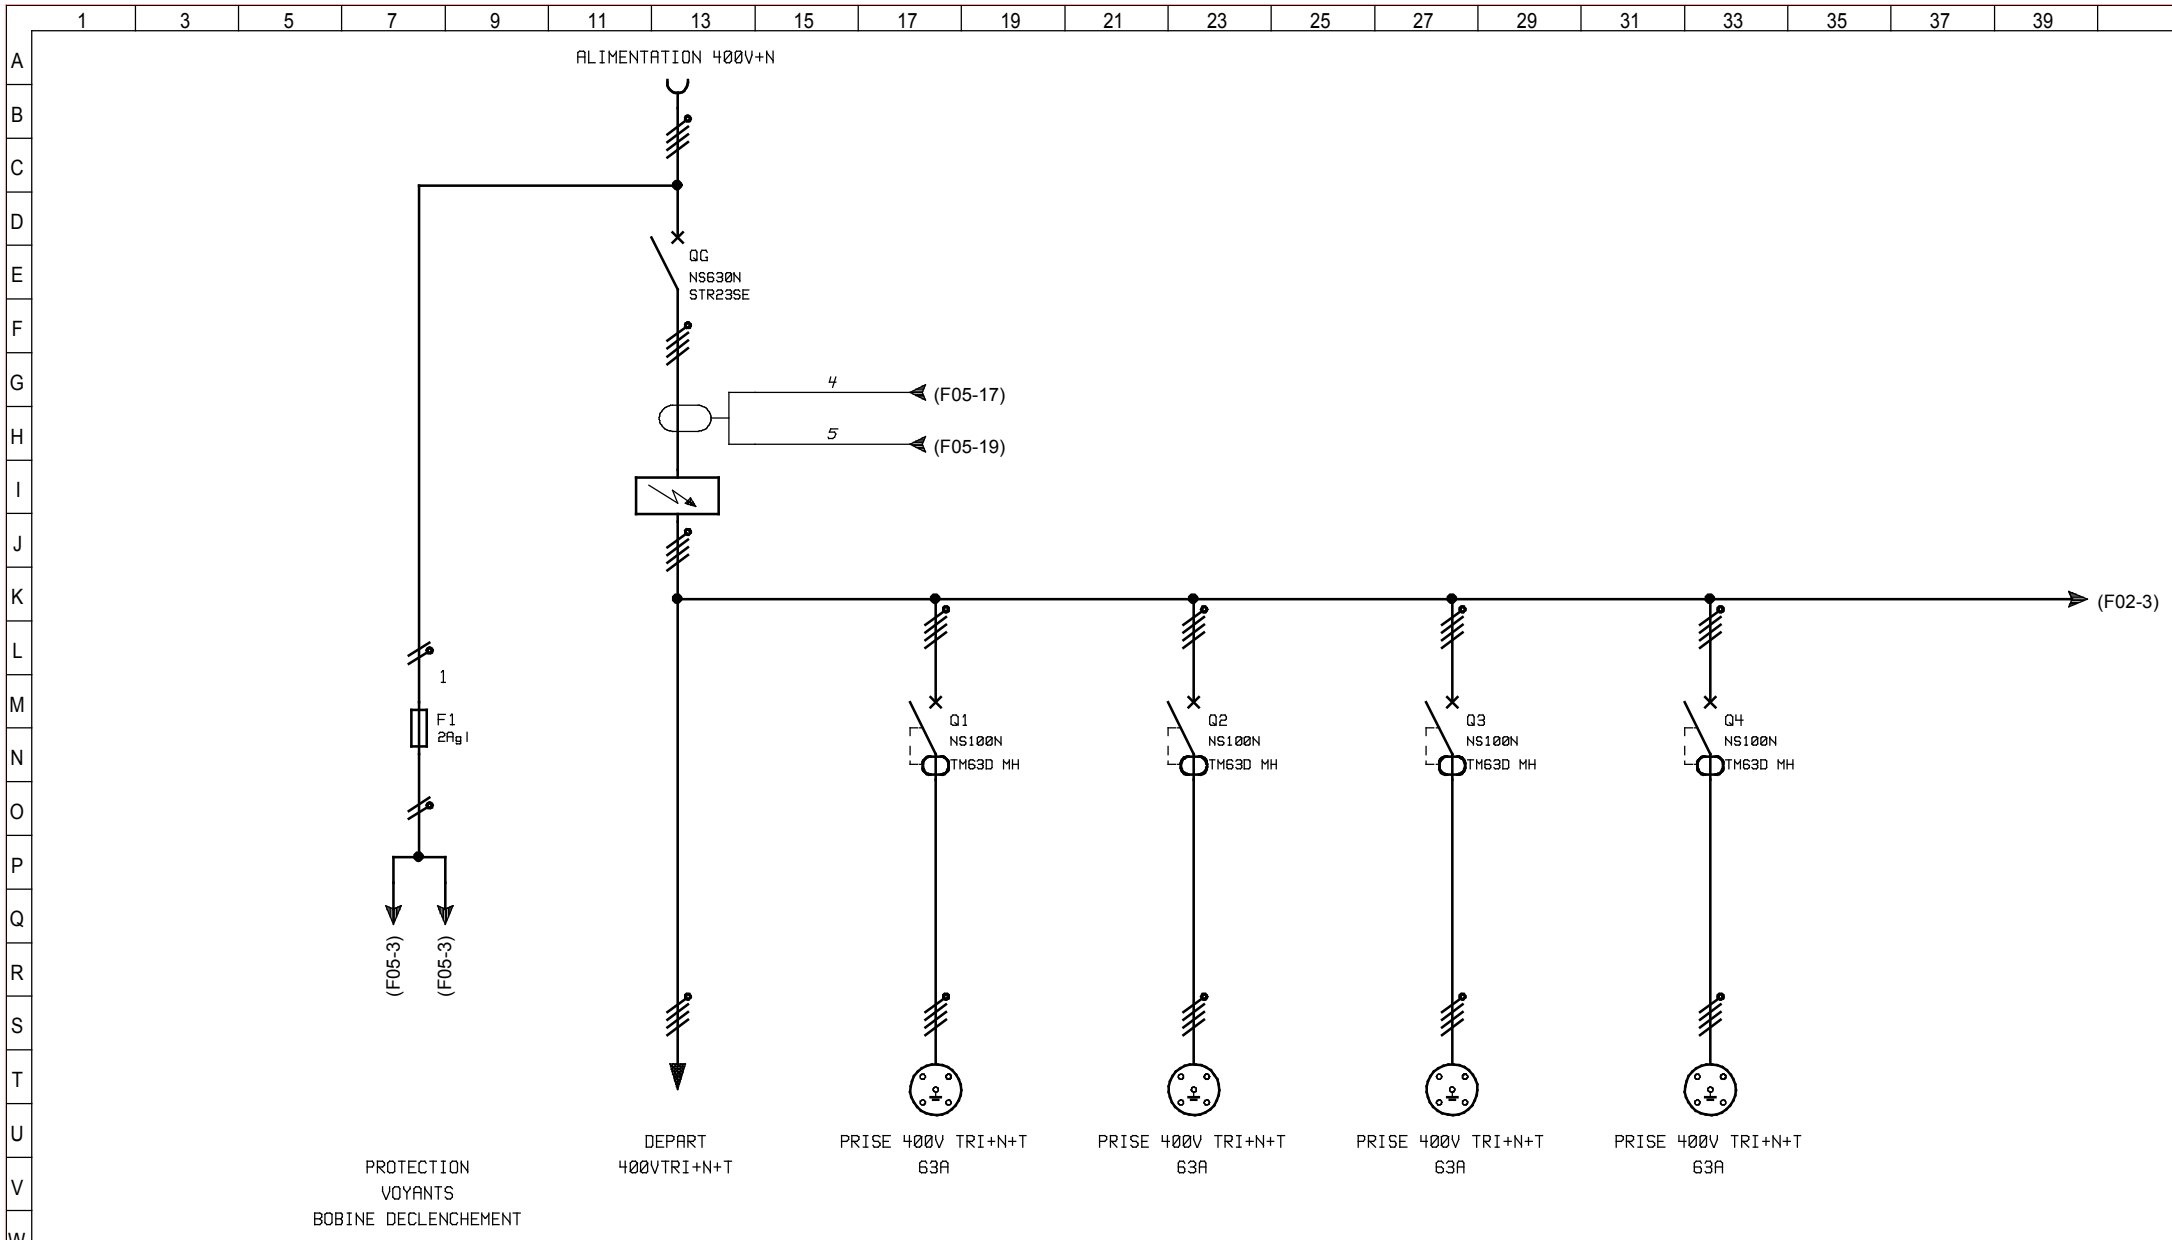 1 3 5 7 9 11 13 15 17 19 21 23 25 27 29 31 33 35 37 39
A
ALIMENTATION 400V+N
B
C
D
E
QG
NS630N
STR23SE
F
G
4
(F05-17)
H
5
(F05-19)
I
J
K
(F02-3)
L
1
M
F1
2AgI
Q1
NS100N
TM63D MH
Q2
NS100N
TM63D MH
Q3
NS100N
TM63D MH
Q4
NS100N
TM63D MH
N
O
P
Q
(F05-3)
(F05-3)
R
S
T
U
DEPART
400VTRI+N+T
PRISE 400V TRI+N+T
63A
PRISE 400V TRI+N+T
63A
PRISE 400V TRI+N+T
63A
PRISE 400V TRI+N+T
63A
V
PROTECTION
VOYANTS
BOBINE DECLENCHEMENT
W